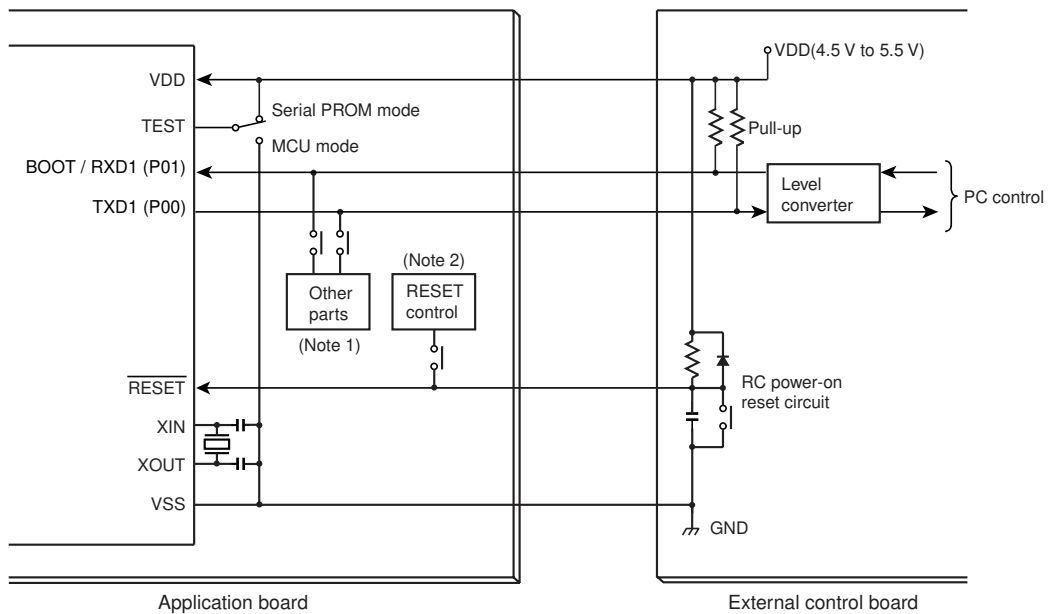 VDD(4.5 V to 5.5 V)
VDD
Serial PROM mode
TEST
Pull-up
MCU mode
BOOT / RXD1 (P01)
Level
converter
PC control
TXD1 (P00)
(Note 2)
Other
parts
RESET
control
(Note 1)
RESET
RC power-on
reset circuit
XIN
XOUT
VSS
GND
Application board
External control board